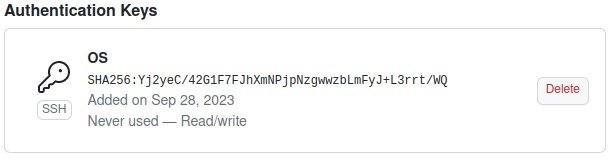 Authentication Keys
OS
SHA256:Yj2yeC/42G1F7FJhXmNPjpNzgwwzbLmFyJ+L3rrt/WQ
SSH
Added on Sep 28, 2023
Never used — Read/write
Delete